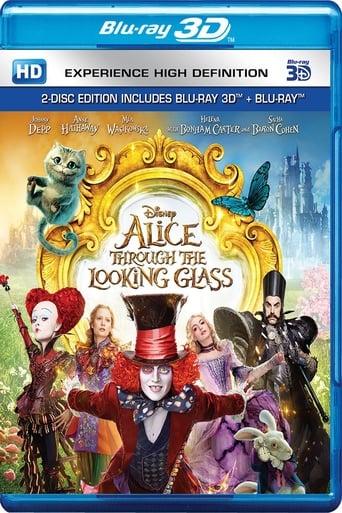 Blu-ray 3D™
HD
EXPERIENCE HIGH DEFINITION
Blu-ray
3D
2-DISC EDITION INCLUDES BLU-RAY 3D™ + BLU-RAY™
JOHNNY DEPP
ANNE HATHAWAY
MIA WASIKOWSKA
HELENA BONHAM CARTER
SACHA BARON COHEN
DISNEY
ALICE
THROUGH THE
LOOKING GLASS